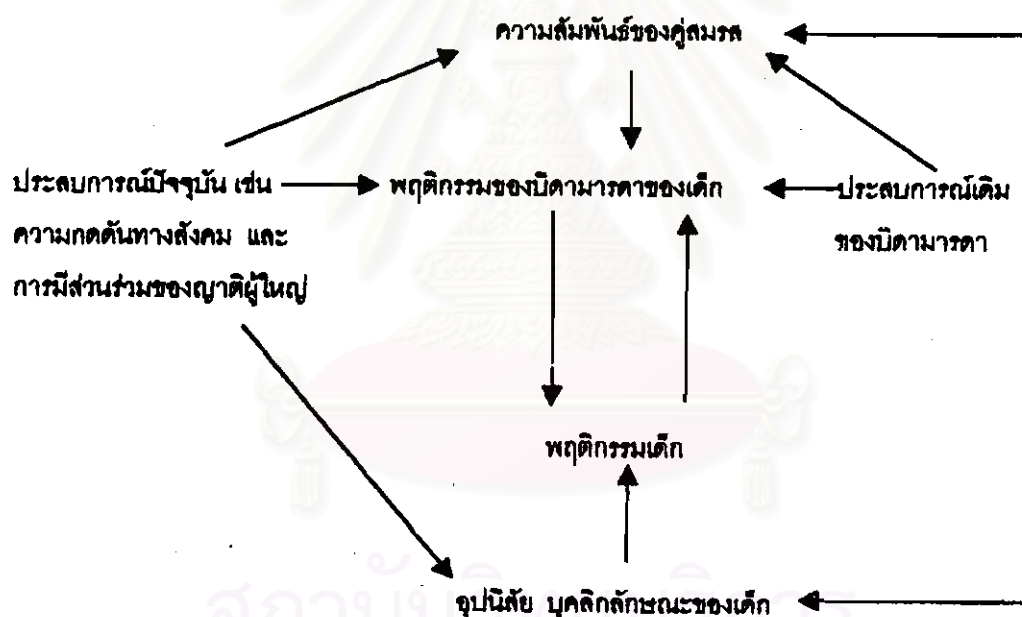 ความสัมพันธ์ของคู่สมรส
ประสบการณ์ปัจจุบัน เช่น
ความกดดันทางสังคม และ
การมีส่วนร่วมของญาติผู้ใหญ่
พฤติกรรมของบิดามารดาของเด็ก
ประสบการณ์เดิม
ของบิดามารดา
พฤติกรรมเด็ก
อุปนิสัย บุคลิกลักษณะของเด็ก